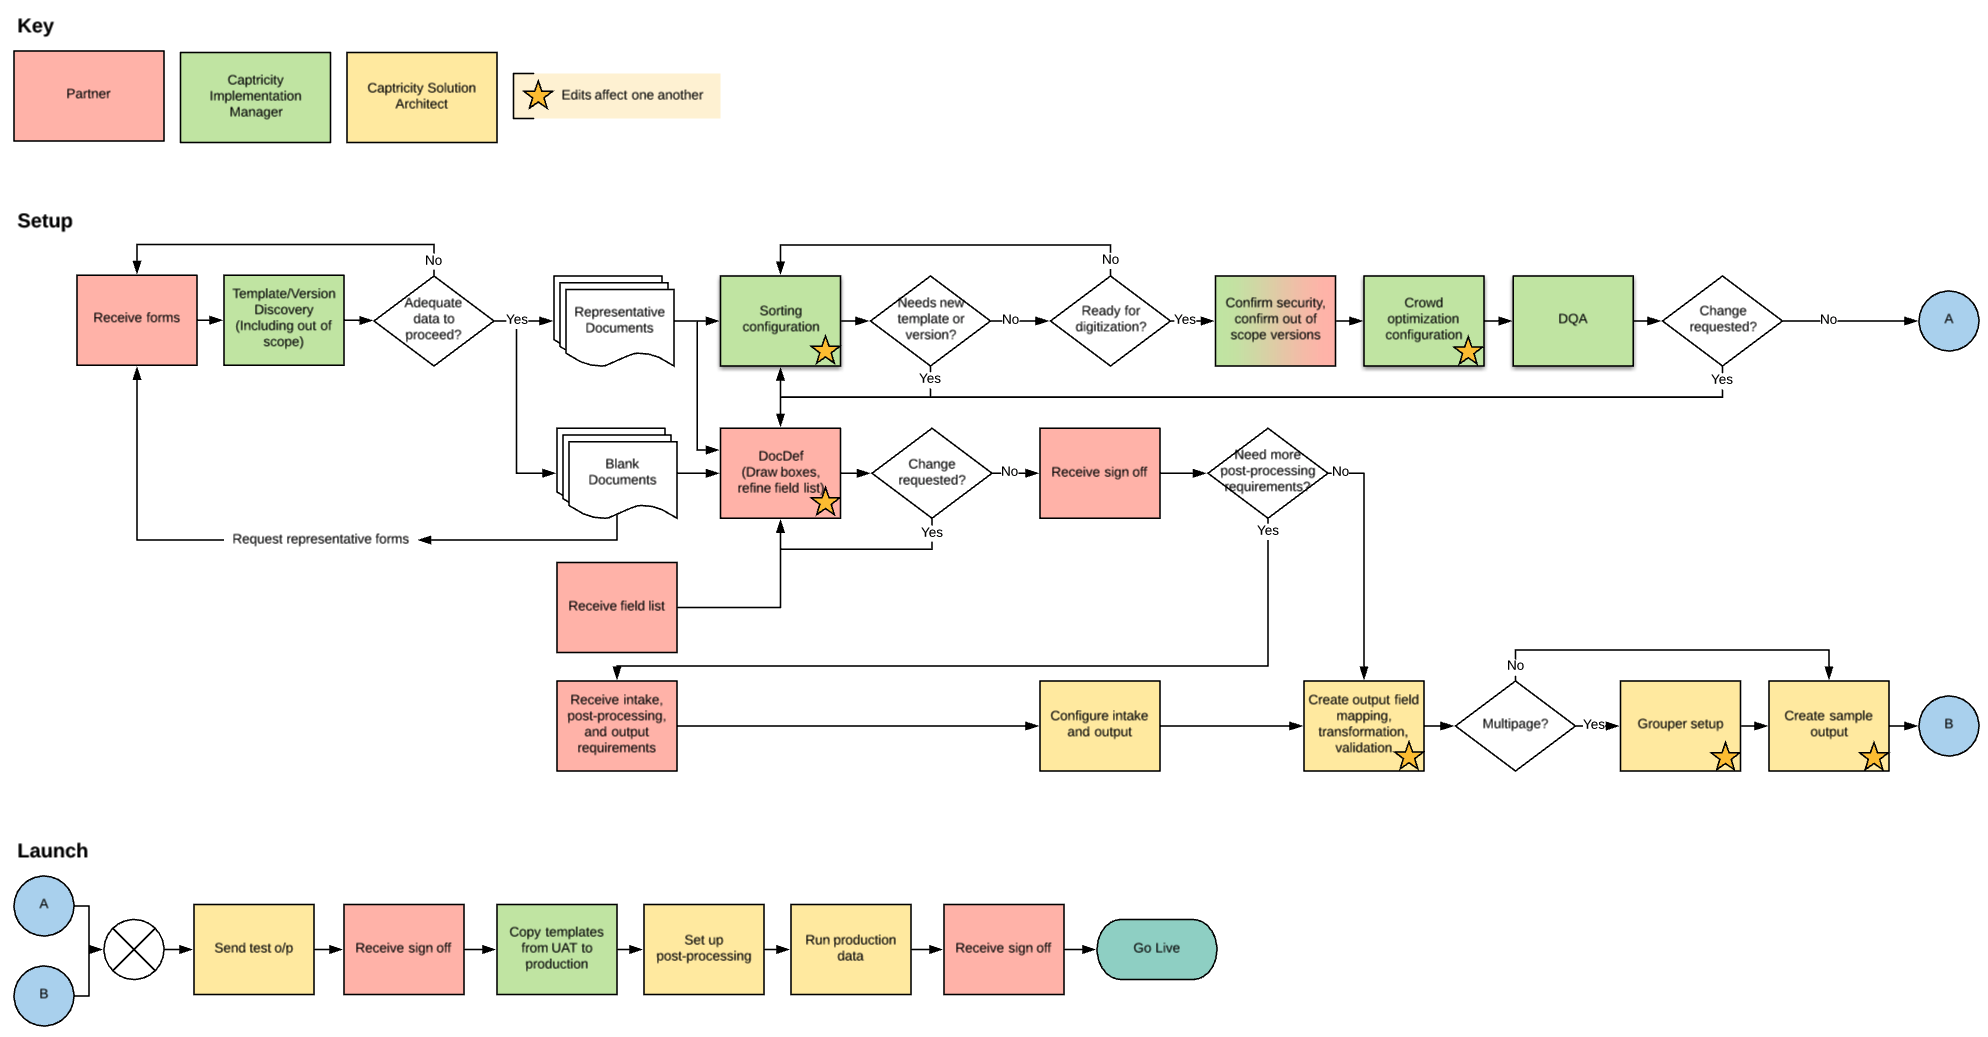 Key
Partner
Captricity
Implementation
Manager
Captricity Solution
Architect
Edits affect one another
Setup
No
No
Receive forms
Template/Version
Discovery
(Including out of
scope)
Adequate
data to
proceed?
Yes
Representative
Documents
Sorting
configuration
Needs new
template or
version?
No
Ready for
digitization?
Yes
Confirm security,
confirm out of
scope versions
Crowd
optimization
configuration
DQA
Change
requested?
No
A
Yes
Yes
Blank
Documents
DocDef
(Draw boxes,
refine field list)
Change
requested?
No
Receive sign off
Need more
post-processing
requirements?
No
Yes
Yes
Request representative forms
Receive field list
No
Receive intake,
post-processing,
and output
requirements
Configure intake
and output
Create output field
mapping,
transformation,
validation
Multipage?
Yes
Grouper setup
Create sample
output
B
Launch
A
B
Send test o/p
Receive sign off
Copy templates
from UAT to
production
Set up
post-processing
Run production
data
Receive sign off
Go Live